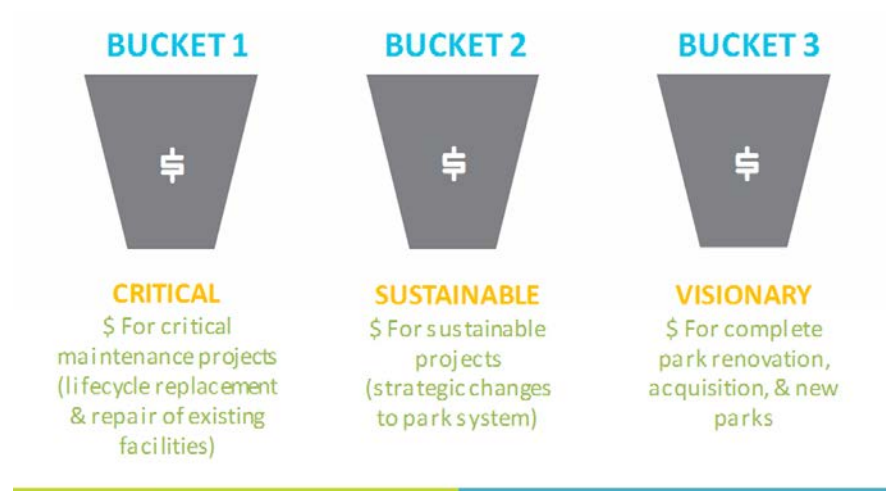 BUCKET 1
$
CRITICAL
$ For critical
maintenance projects
(lifecycle replacement
& repair of existing
facilities)
BUCKET 2
$
SUSTAINABLE
$ For sustainable
projects
(strategic changes
to park system)
BUCKET 3
$
VISIONARY
$ For complete
park renovation,
acquisition, & new
parks